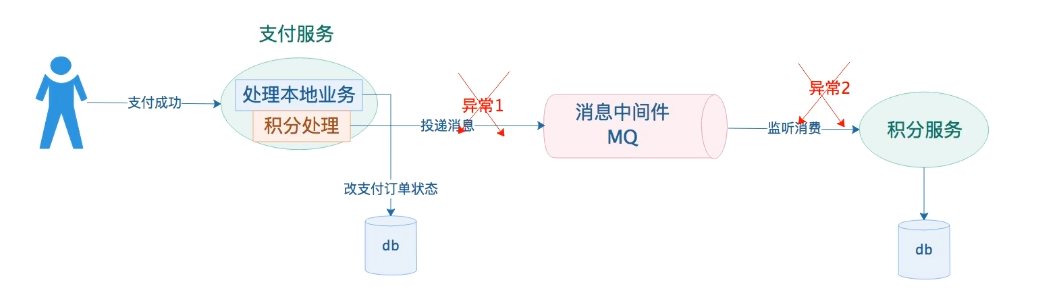 支付服务
支付成功
处理本地业务
积分处理
异常1
投递消息
消息中间件
MQ
异常2
监听消费
积分服务
改支付订单状态
db
db